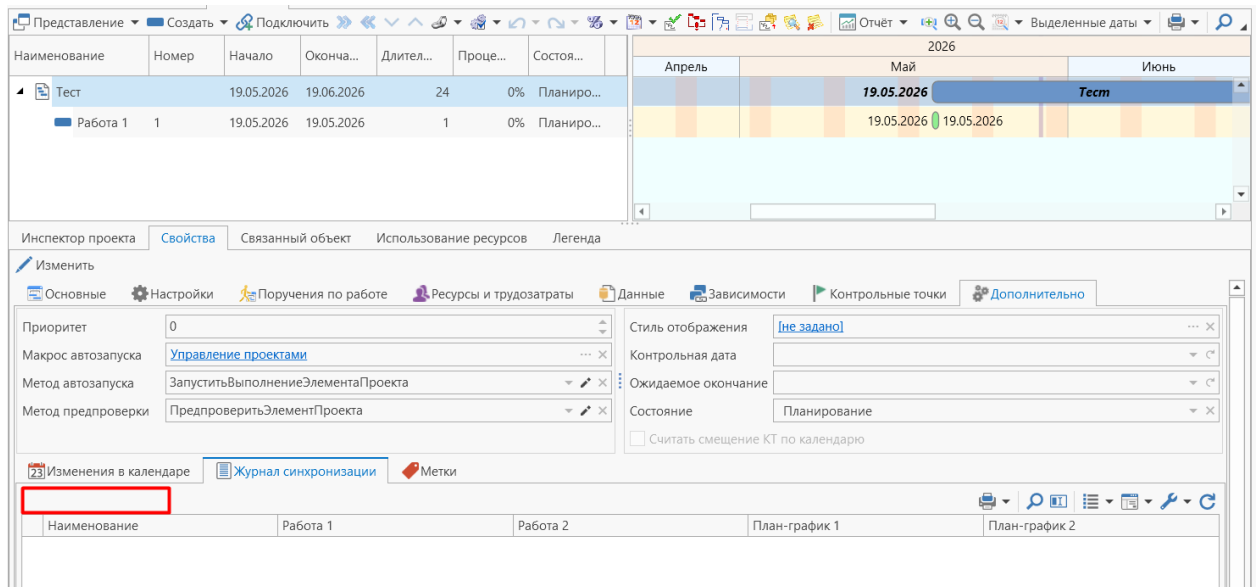 Представление Создать Подключить Отчёт Выделенные даты
Наименование Номер Начало Оконча... Длител... Проце... Состоя...
2026
Апрель Май Июнь
Тест 19.05.2026 19.06.2026 24 0% Планиро...
19.05.2026 Тест
Работа 1 1 19.05.2026 19.05.2026 1 0% Планиро...
19.05.2026 19.05.2026
Инспектор проекта Свойства Связанный объект Использование ресурсов Легенда
Изменить
Основные Настройки Поручения по работе Ресурсы и трудозатраты Данные Зависимости Контрольные точки Дополнительно
Приоритет 0
Макрос автозапуска Управление проектами
Метод автозапуска ЗапуститьВыполнениеЭлементаПроекта
Метод предпроверки ПредпроверитьЭлементПроекта
Стиль отображения [не задано]
Контрольная дата
Ожидаемое окончание
Состояние Планирование
Считать смещение КТ по календарю
23 Изменения в календаре Журнал синхронизации Метки
Наименование Работа 1 Работа 2 План-график 1 План-график 2